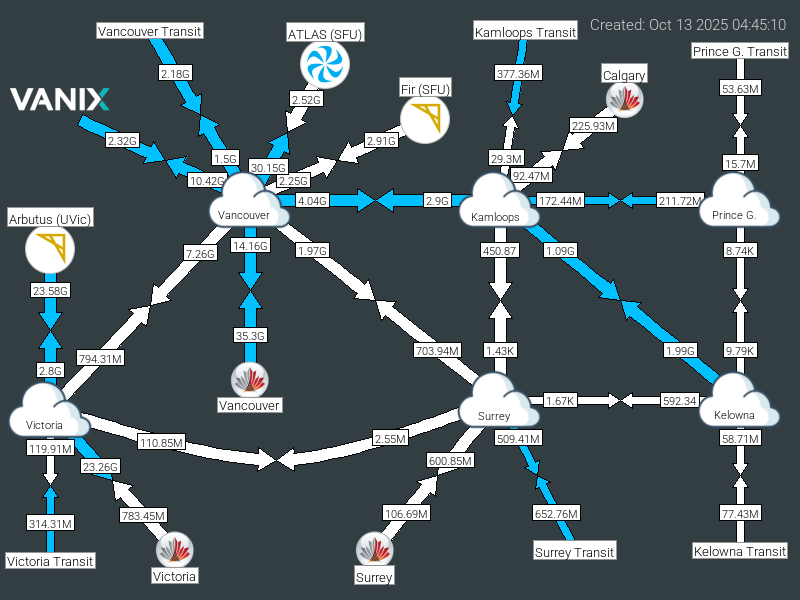 Created: Oct 13 2025 04:45:10
Vancouver Transit
ATLAS (SFU)
Kamloops Transit
Prince G. Transit
2.18G
377.36M
Calgary
53.63M
Fir (SFU)
VANIX
2.52G
225.93M
2.32G
2.91G
1.5G
30.15G
29.3M
15.7M
10.42G
2.25G
92.47M
4.04G
2.9G
172.44M
211.72M
Vancouver
Kamloops
Prince G.
Arbutus (UVic)
7.26G
14.16G
1.97G
450.87
1.09G
8.74K
23.58G
35.3G
794.31M
703.94M
1.43K
1.99G
9.79K
2.8G
Vancouver
1.67K
592.34
Victoria
Surrey
Kelowna
119.91M
110.85M
2.55M
509.41M
58.71M
23.26G
600.85M
314.31M
783.45M
106.69M
652.76M
77.43M
Victoria Transit
Victoria
Surrey
Surrey Transit
Kelowna Transit